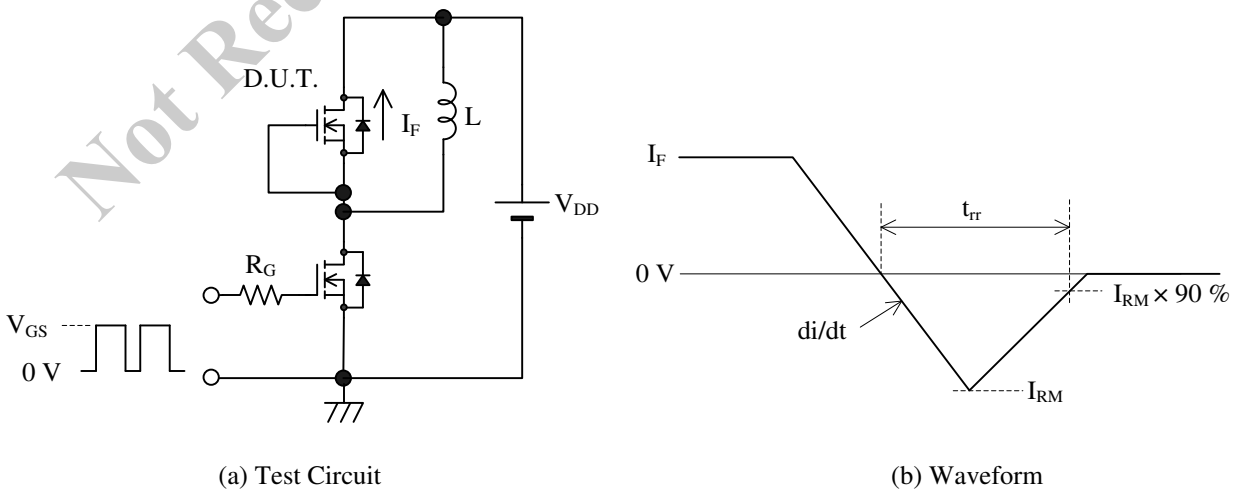 Not Rec
D.U.T.
I_F
L
V_DD
R_G
V_GS
0 V
(a) Test Circuit
I_F
t_rr
0 V
I_RM × 90 %
di/dt
I_RM
(b) Waveform